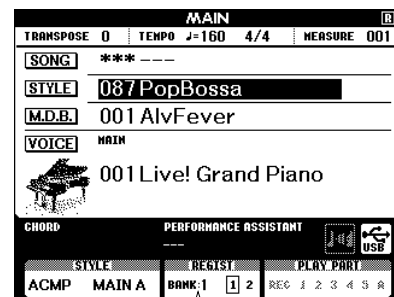 MAIN R
TRANSPOSE 0 TEMPO ♩=160 4/4 MEASURE 001
SONG *** ---
STYLE 087 PopBossa
M.D.B. 001 AlvFever
VOICE MAIN
001 Live! Grand Piano
CHORD PERFORMANCE ASSISTANT
---
USB
STYLE REGIST PLAY PART
ACMP MAIN A BANK:1 1 2 REC 1 2 3 4 5 A